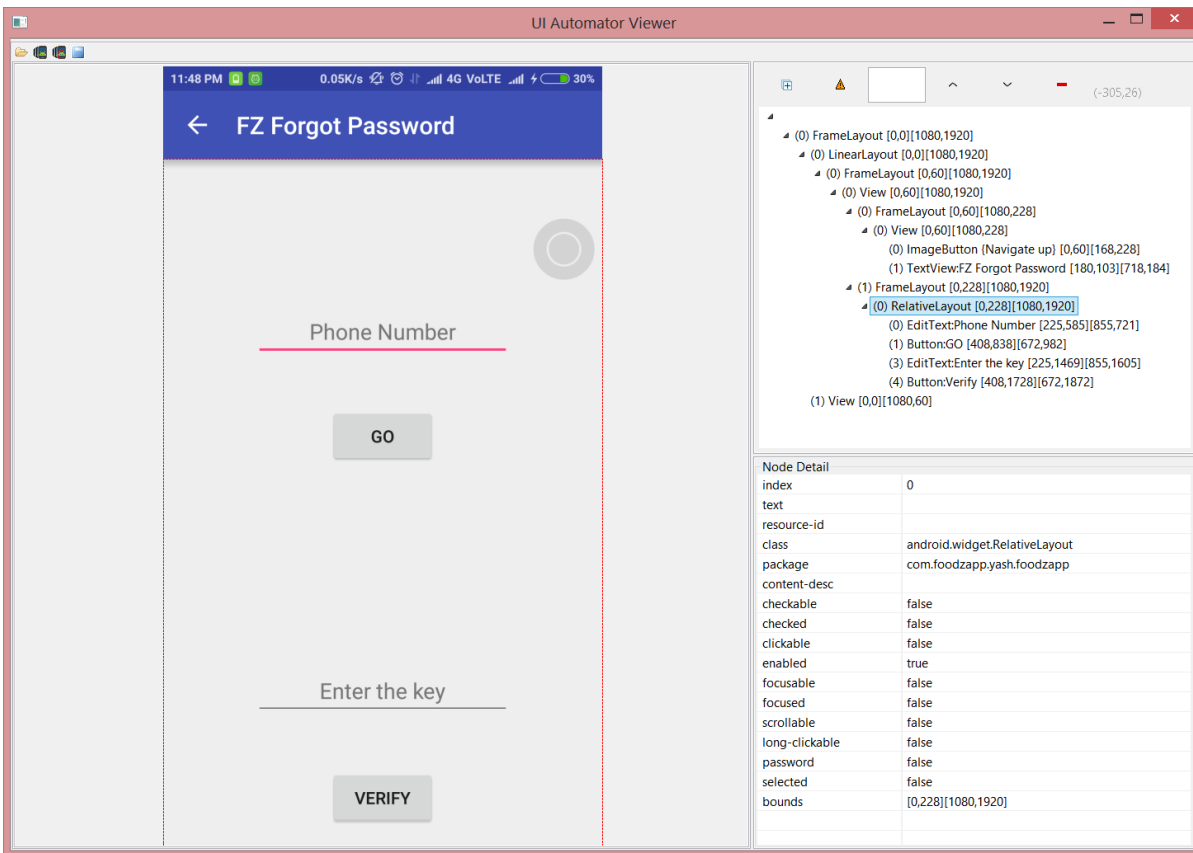 UI Automator Viewer
11:48 PM 0.05K/s 4G VoLTE 30%
FZ Forgot Password
Phone Number
GO
Enter the key
VERIFY
(-305,26)
(0) FrameLayout [0,0][1080,1920]
(0) LinearLayout [0,0][1080,1920]
(0) FrameLayout [0,60][1080,1920]
(0) View [0,60][1080,1920]
(0) FrameLayout [0,60][1080,228]
(0) View [0,60][1080,228]
(0) ImageButton {Navigate up} [0,60][168,228]
(1) TextView:FZ Forgot Password [180,103][718,184]
(1) FrameLayout [0,228][1080,1920]
(0) RelativeLayout [0,228][1080,1920]
(0) EditText:Phone Number [225,585][855,721]
(1) Button:GO [408,838][672,982]
(3) EditText:Enter the key [225,1469][855,1605]
(4) Button:Verify [408,1728][672,1872]
(1) View [0,0][1080,60]
Node Detail
index 0
text
resource-id
class android.widget.RelativeLayout
package com.foodzapp.yash.foodzapp
content-desc
checkable false
checked false
clickable false
enabled true
focusable false
focused false
scrollable false
long-clickable false
password false
selected false
bounds [0,228][1080,1920]